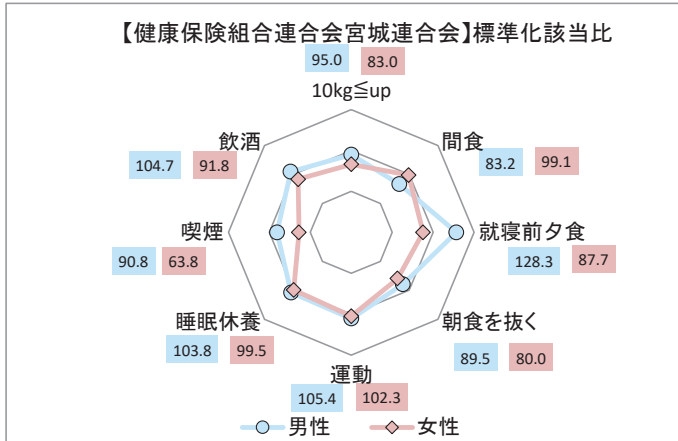 【健康保険組合連合会宮城連合会】標準化該当比
95.0 83.0
10kg≦up
間食
83.2 99.1
就寝前夕食
128.3 87.7
朝食を抜く
89.5 80.0
運動
105.4 102.3
睡眠休養
103.8 99.5
喫煙
90.8 63.8
飲酒
104.7 91.8
男性 女性